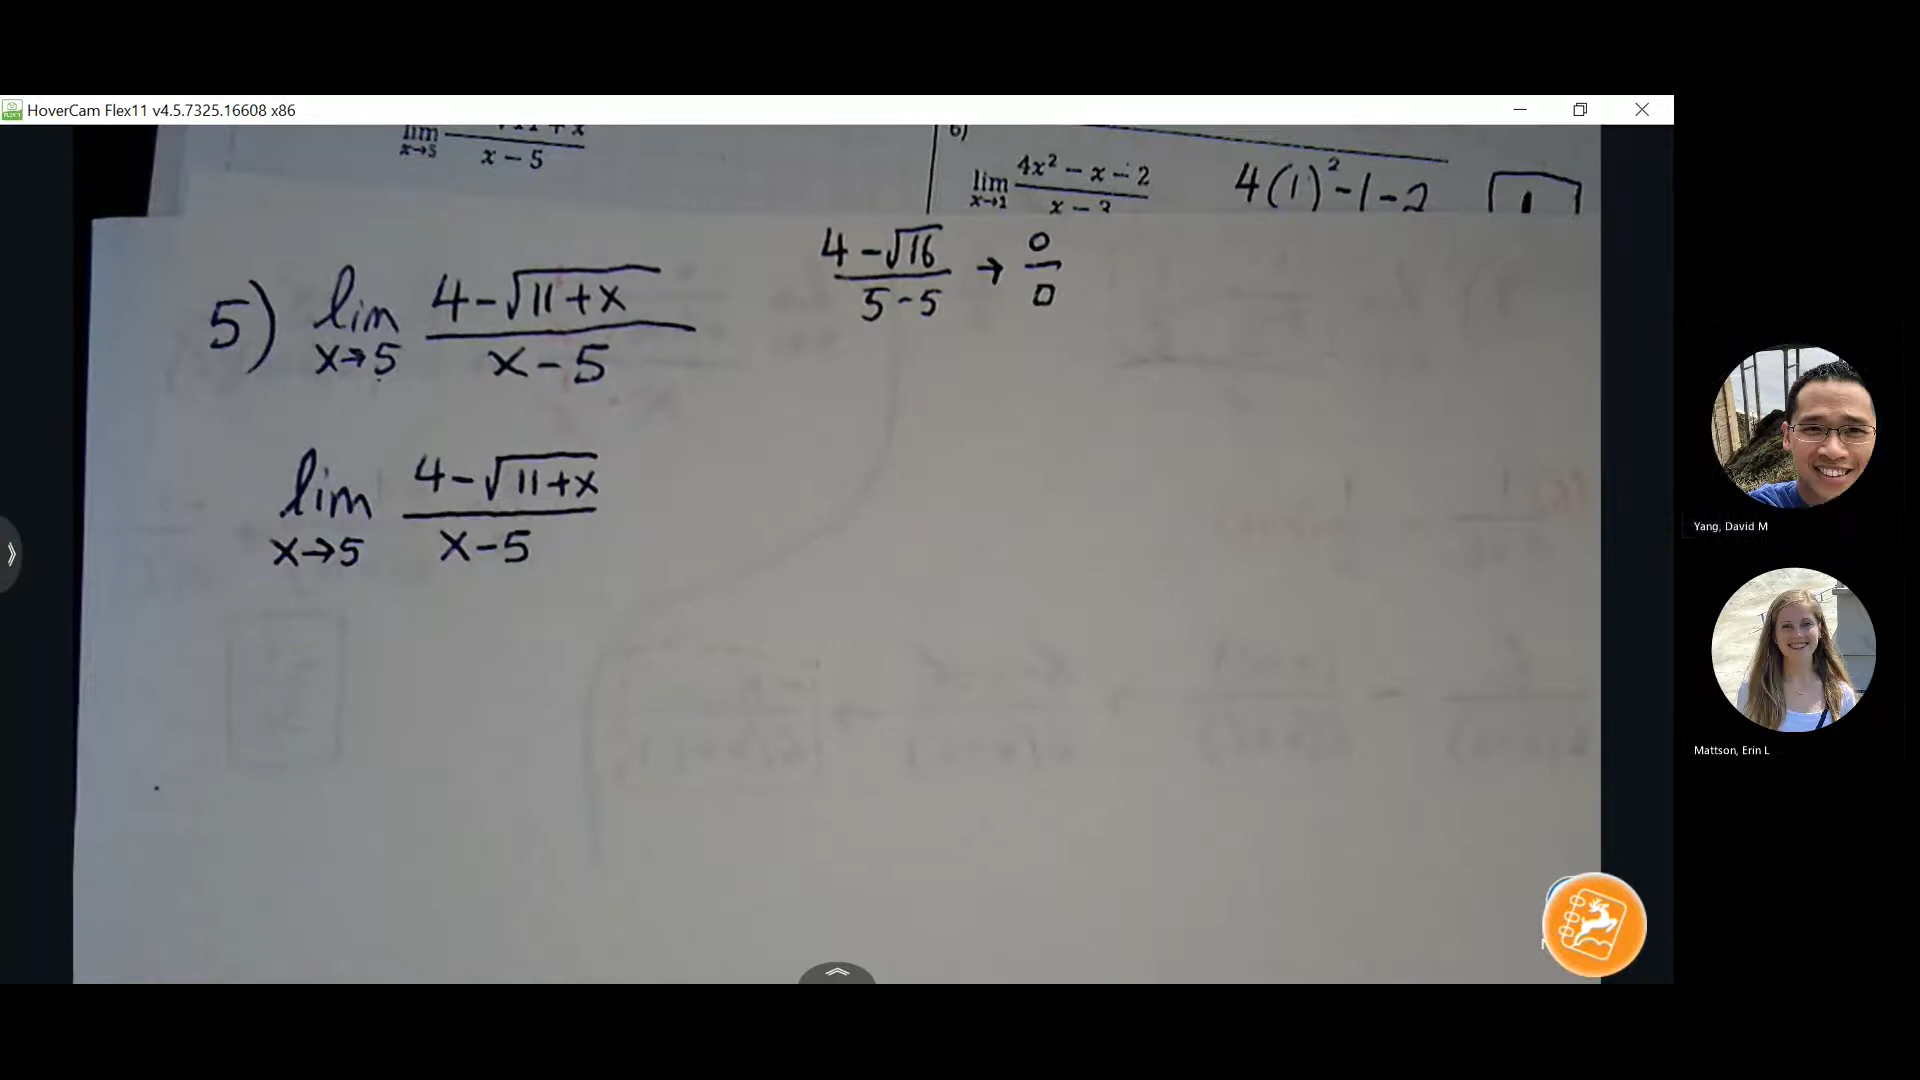 HoverCam Flex11 v4.5.7325.16608 x86
lim x→5 x − 5
6)
lim x→1 4x² − x − 2
4(1)² - 1 - 2
5) lim x→5 (4 - √11 + x) / (x - 5)
4 - √16 / 5 - 5 → 0 / 0
lim x→5 (4 - √11 + x) / (x - 5)
Yang, David M
Mattson, Erin L